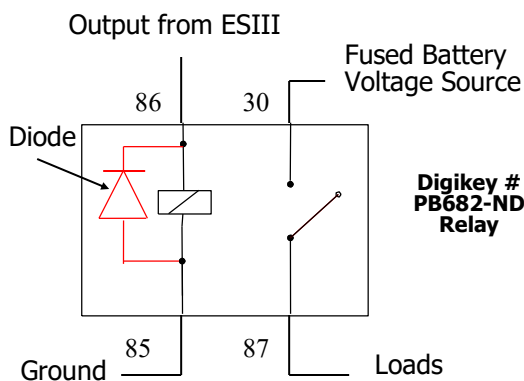 Output from ESIII
Fused Battery
Voltage Source
86
30
Diode
Digikey #
PB682-ND
Relay
85
87
Ground
Loads